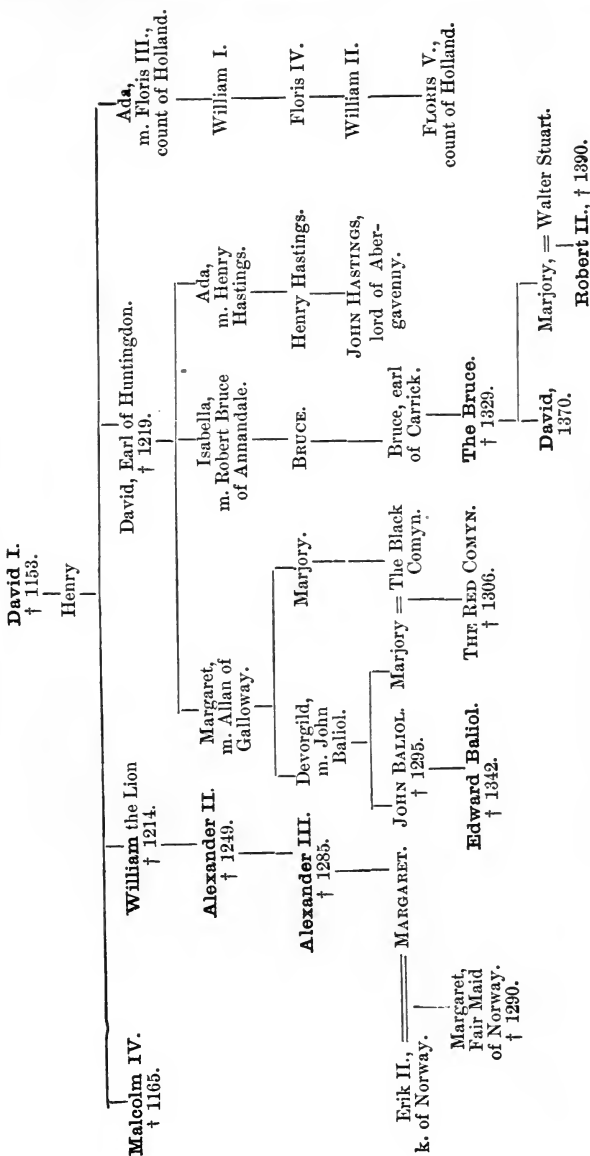 David I.
† 1153.
Henry
Malcolm IV.
† 1165.
William the Lion
† 1214.
David, Earl of Huntingdon.
† 1219.
Ada,
m. Floris III.,
count of Holland.
Alexander II.
† 1249.
Margaret,
m. Allan of
Galloway.
Isabella,
m. Robert Bruce
of Annandale.
Ada,
m. Henry
Hastings.
William I.
Alexander III.
† 1285.
Devorgild,
m. John
Baliol.
Marjory.
BRUCE.
Henry Hastings.
Floris IV.
Erik II.,
k. of Norway.
MARGARET.
JOHN BALIOL.
† 1295.
Marjory = The Black
Comyn.
Bruce, earl
of Carrick.
JOHN HASTINGS,
lord of Aber-
gavenny.
William II.
Margaret,
Fair Maid
of Norway.
† 1290.
Edward Baliol.
† 1342.
THE RED COMYN.
† 1306.
The Bruce.
† 1329.
FLORIS V.,
count of Holland.
David,
1370.
Marjory, = Walter Stuart.
Robert II., † 1390.